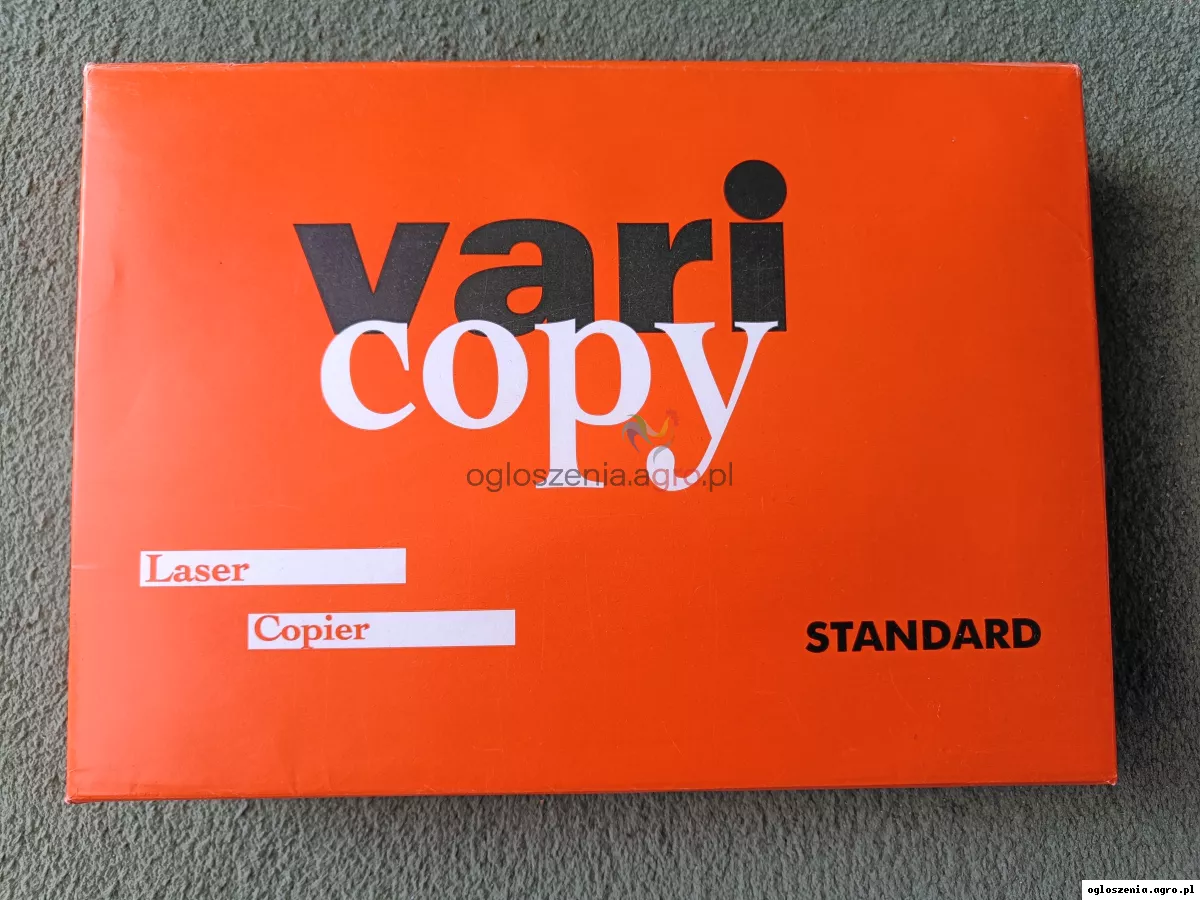 vari
copy
ogloszenia.agro.pl
Laser
Copier
STANDARD
ogloszenia.agro.pl